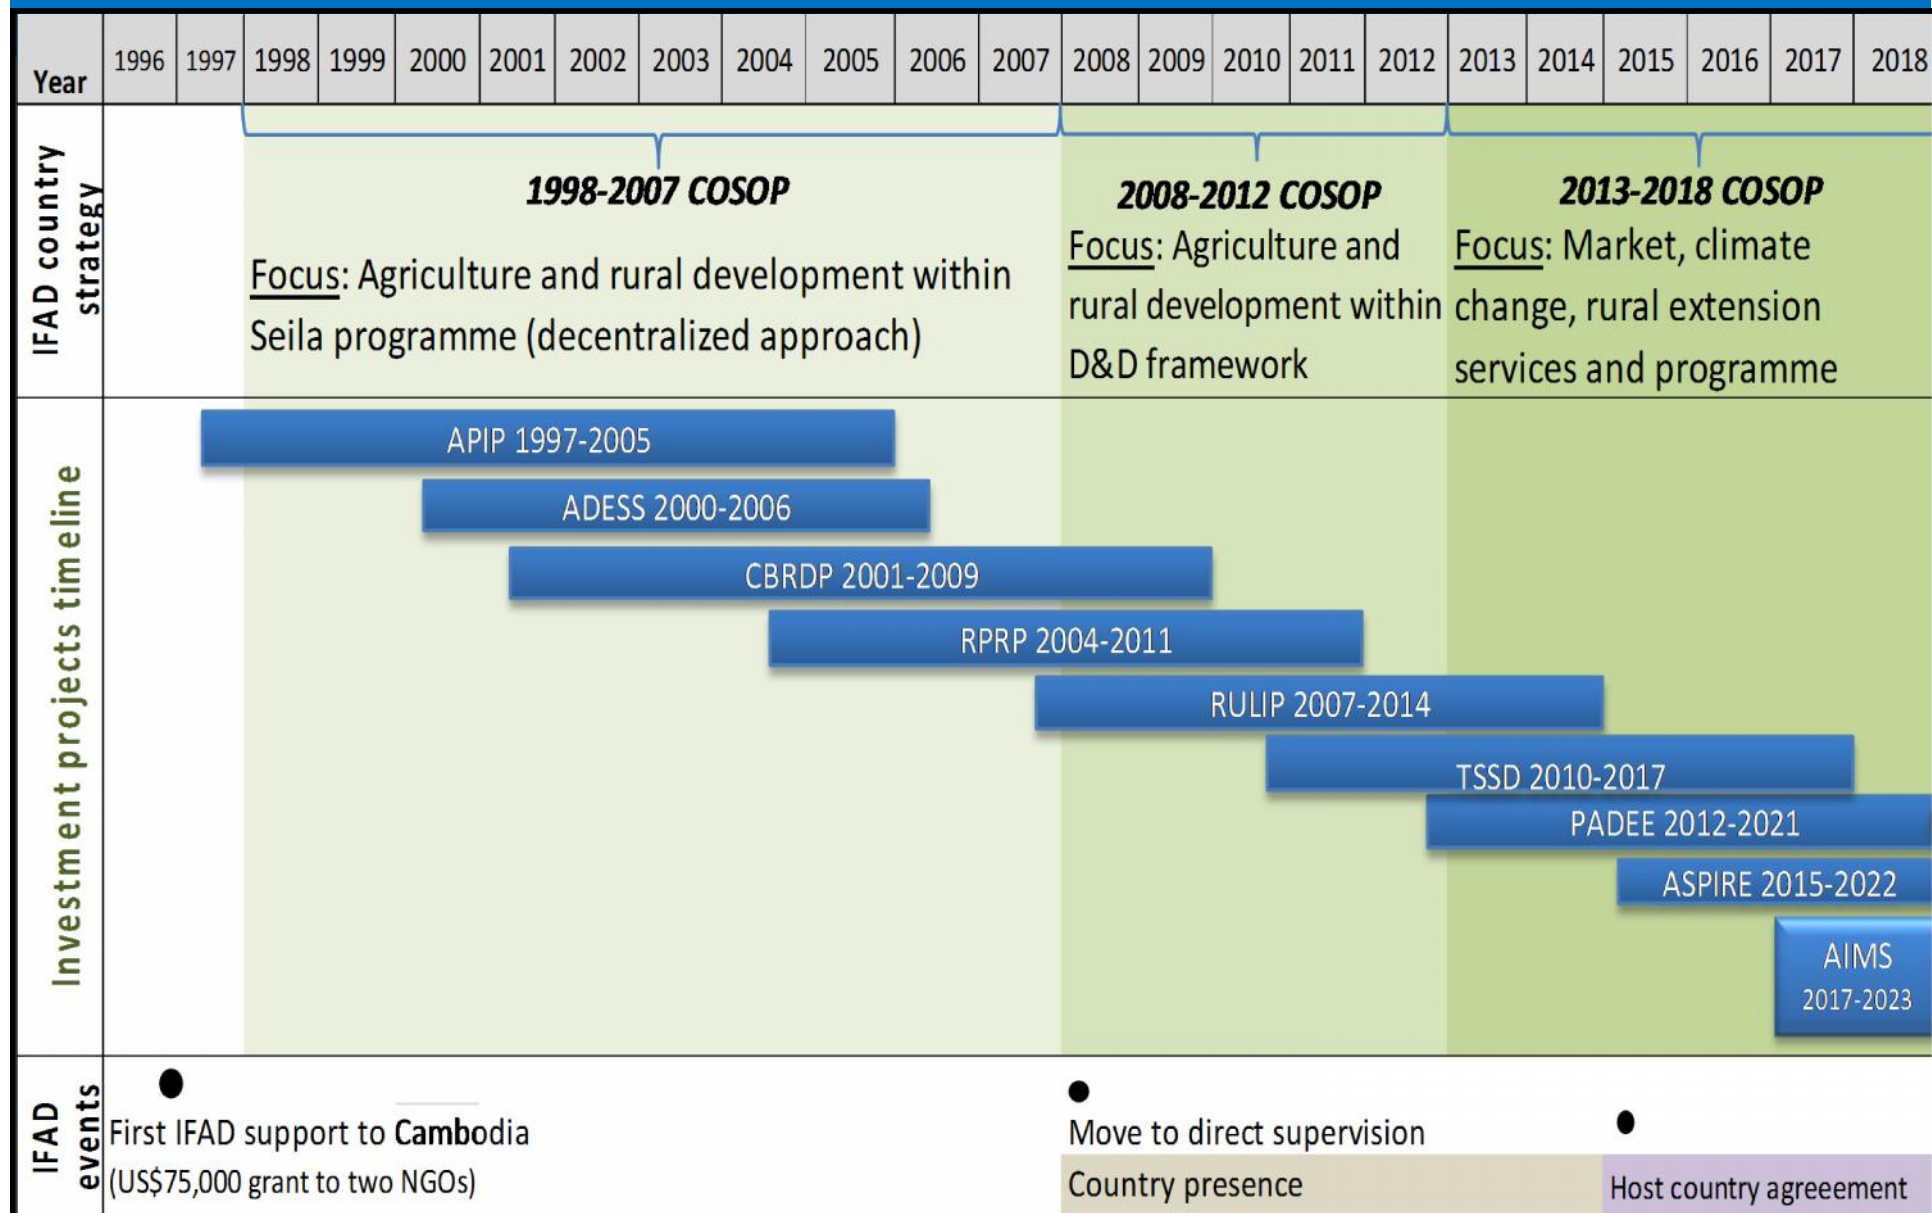 Year 1996 1997 1998 1999 2000 2001 2002 2003 2004 2005 2006 2007 2008 2009 2010 2011 2012 2013 2014 2015 2016 2017 2018
IFAD country
strategy
1998-2007 COSOP
Focus: Agriculture and rural development within
Seila programme (decentralized approach)
2008-2012 COSOP
Focus: Agriculture and
rural development within
D&D framework
2013-2018 COSOP
Focus: Market, climate
change, rural extension
services and programme
Investment projects timeline
APIP 1997-2005
ADESS 2000-2006
CBRDP 2001-2009
RPRP 2004-2011
RULIP 2007-2014
TSSD 2010-2017
PADEE 2012-2021
ASPIRE 2015-2022
AIMS
2017-2023
IFAD
events
First IFAD support to Cambodia
(US$75,000 grant to two NGOs)
Move to direct supervision
Country presence
Host country agreeement